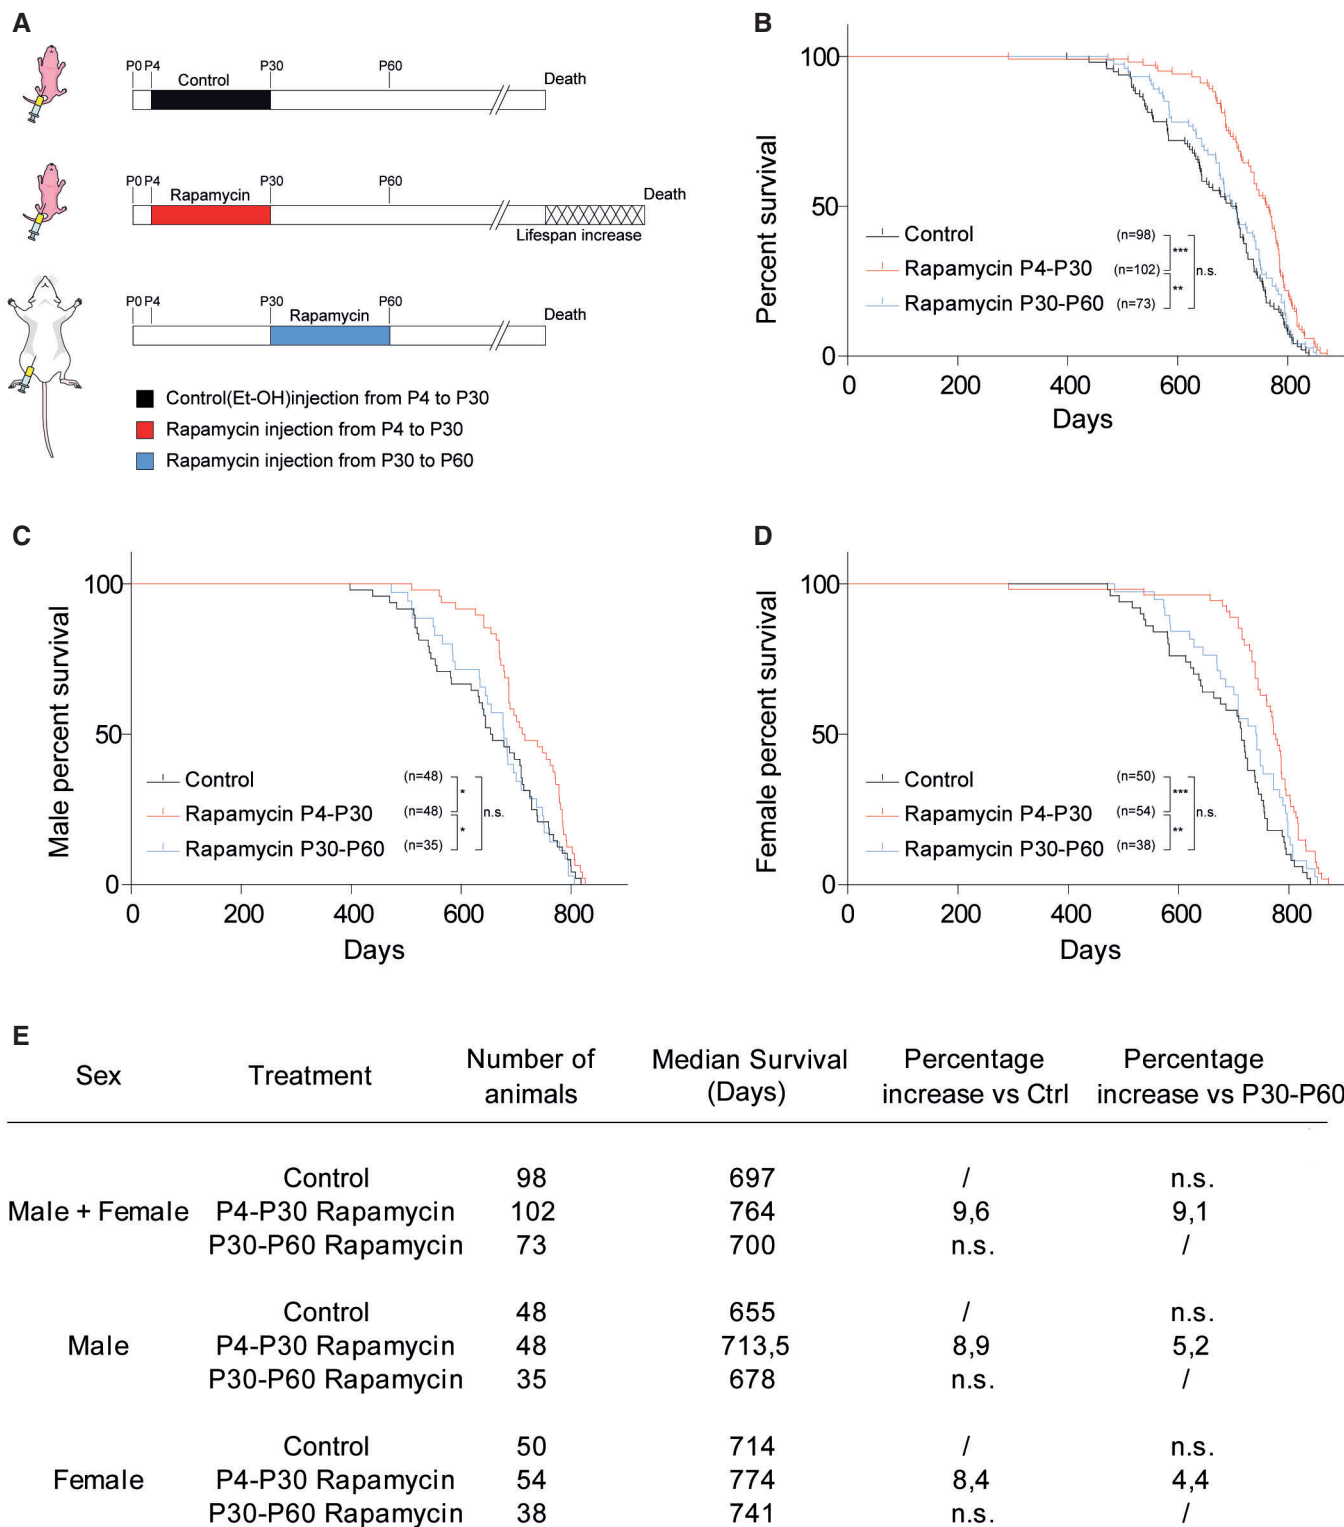 A
P0 P4 P30 P60 Death
Control
P0 P4 P30 P60 Death
Rapamycin
Lifespan increase
P0 P4 P30 P60 Death
Rapamycin
Control(Et-OH)injection from P4 to P30
Rapamycin injection from P4 to P30
Rapamycin injection from P30 to P60
B
Percent survival
100
50
0
Control (n=98)
Rapamycin P4-P30 (n=102)
Rapamycin P30-P60 (n=73)
***
**
n.s.
0 200 400 600 800
Days
C
Male percent survival
100
50
0
Control (n=48)
Rapamycin P4-P30 (n=48)
Rapamycin P30-P60 (n=35)
*
*
n.s.
0 200 400 600 800
Days
D
Female percent survival
100
50
0
Control (n=50)
Rapamycin P4-P30 (n=54)
Rapamycin P30-P60 (n=38)
***
**
n.s.
0 200 400 600 800
Days
E
Sex Treatment Number of animals Median Survival (Days) Percentage increase vs Ctrl Percentage increase vs P30-P60
Control 98 697 / n.s.
Male + Female P4-P30 Rapamycin 102 764 9,6 9,1
P30-P60 Rapamycin 73 700 n.s. /
Control 48 655 / n.s.
Male P4-P30 Rapamycin 48 713,5 8,9 5,2
P30-P60 Rapamycin 35 678 n.s. /
Control 50 714 / n.s.
Female P4-P30 Rapamycin 54 774 8,4 4,4
P30-P60 Rapamycin 38 741 n.s. /